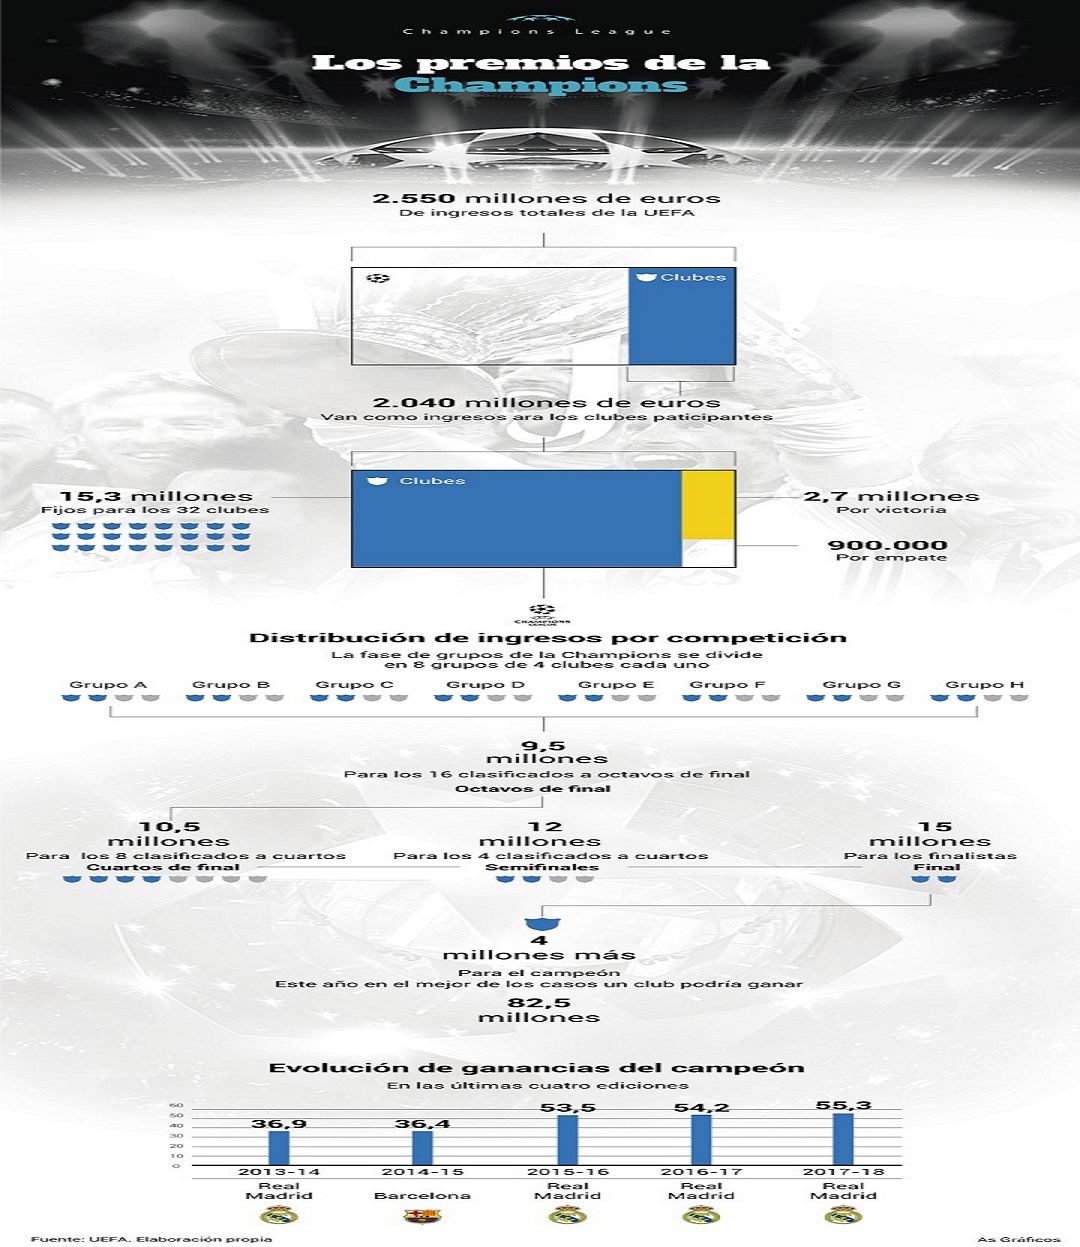 Champions League
Los premios de la
Champions
2.550 millones de euros
De ingresos totales de la UEFA
Clubes
2.040 millones de euros
Van como ingresos ara los clubes paticipantes
Clubes
15,3 millones
Fijos para los 32 clubes
2,7 millones
Por victoria
900.000
Por empate
CHAMPIONS
LEAGUE
Distribución de ingresos por competición
La fase de grupos de la Champions se divide
en 8 grupos de 4 clubes cada uno
Grupo A Grupo B Grupo C Grupo D Grupo E Grupo F Grupo G Grupo H
9,5
millones
Para los 16 clasificados a octavos de final
Octavos de final
10,5
millones
Para los 8 clasificados a cuartos
Cuartos de final
12
millones
Para los 4 clasificados a cuartos
Semifinales
15
millones
Para los finalistas
Final
4
millones más
Para el campeón
Este año en el mejor de los casos un club podría ganar
82,5
millones
Evolución de ganancias del campeón
En las últimas cuatro ediciones
60
50
40
30
20
10
0
36,9 36,4 53,5 54,2 55,3
2013-14 2014-15 2015-16 2016-17 2017-18
Real Madrid Barcelona Real Madrid Real Madrid Real Madrid
Fuente: UEFA. Elaboración propia
As Gráficos